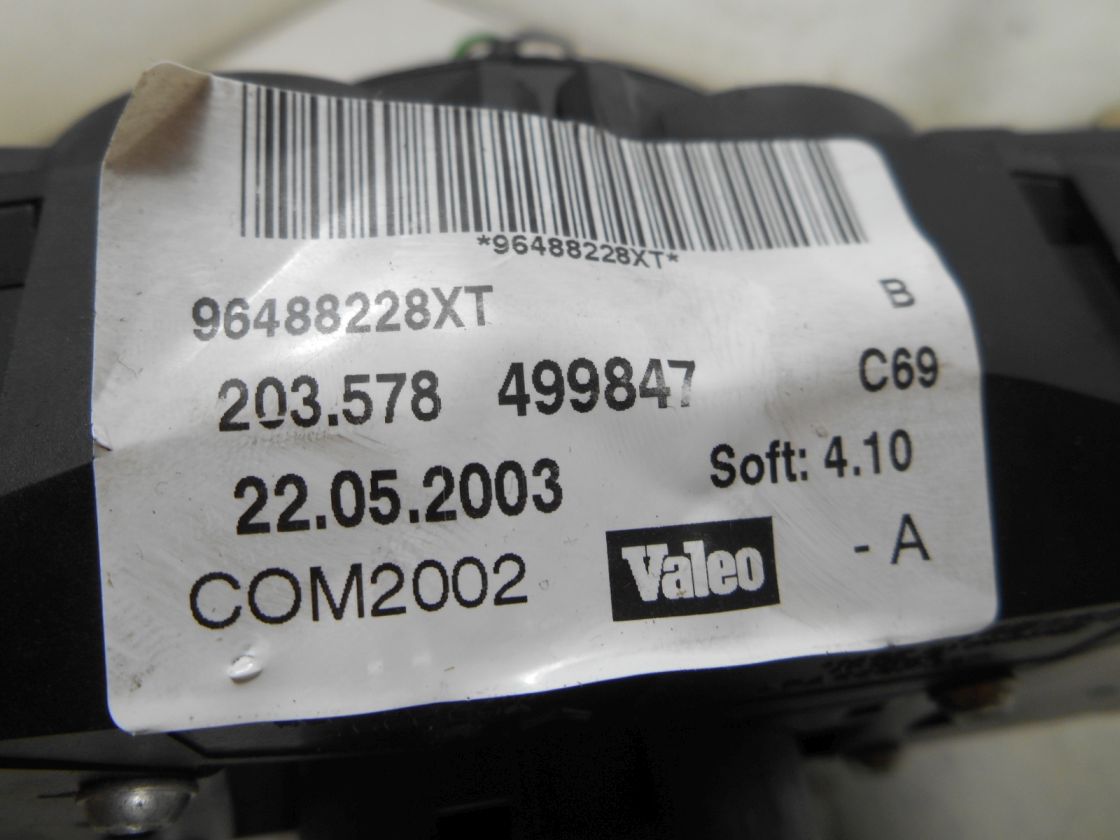 *96488228XT*
96488228XT B
203.578 499847 C69
22.05.2003 Soft: 4.10
COM2002 Valeo - A